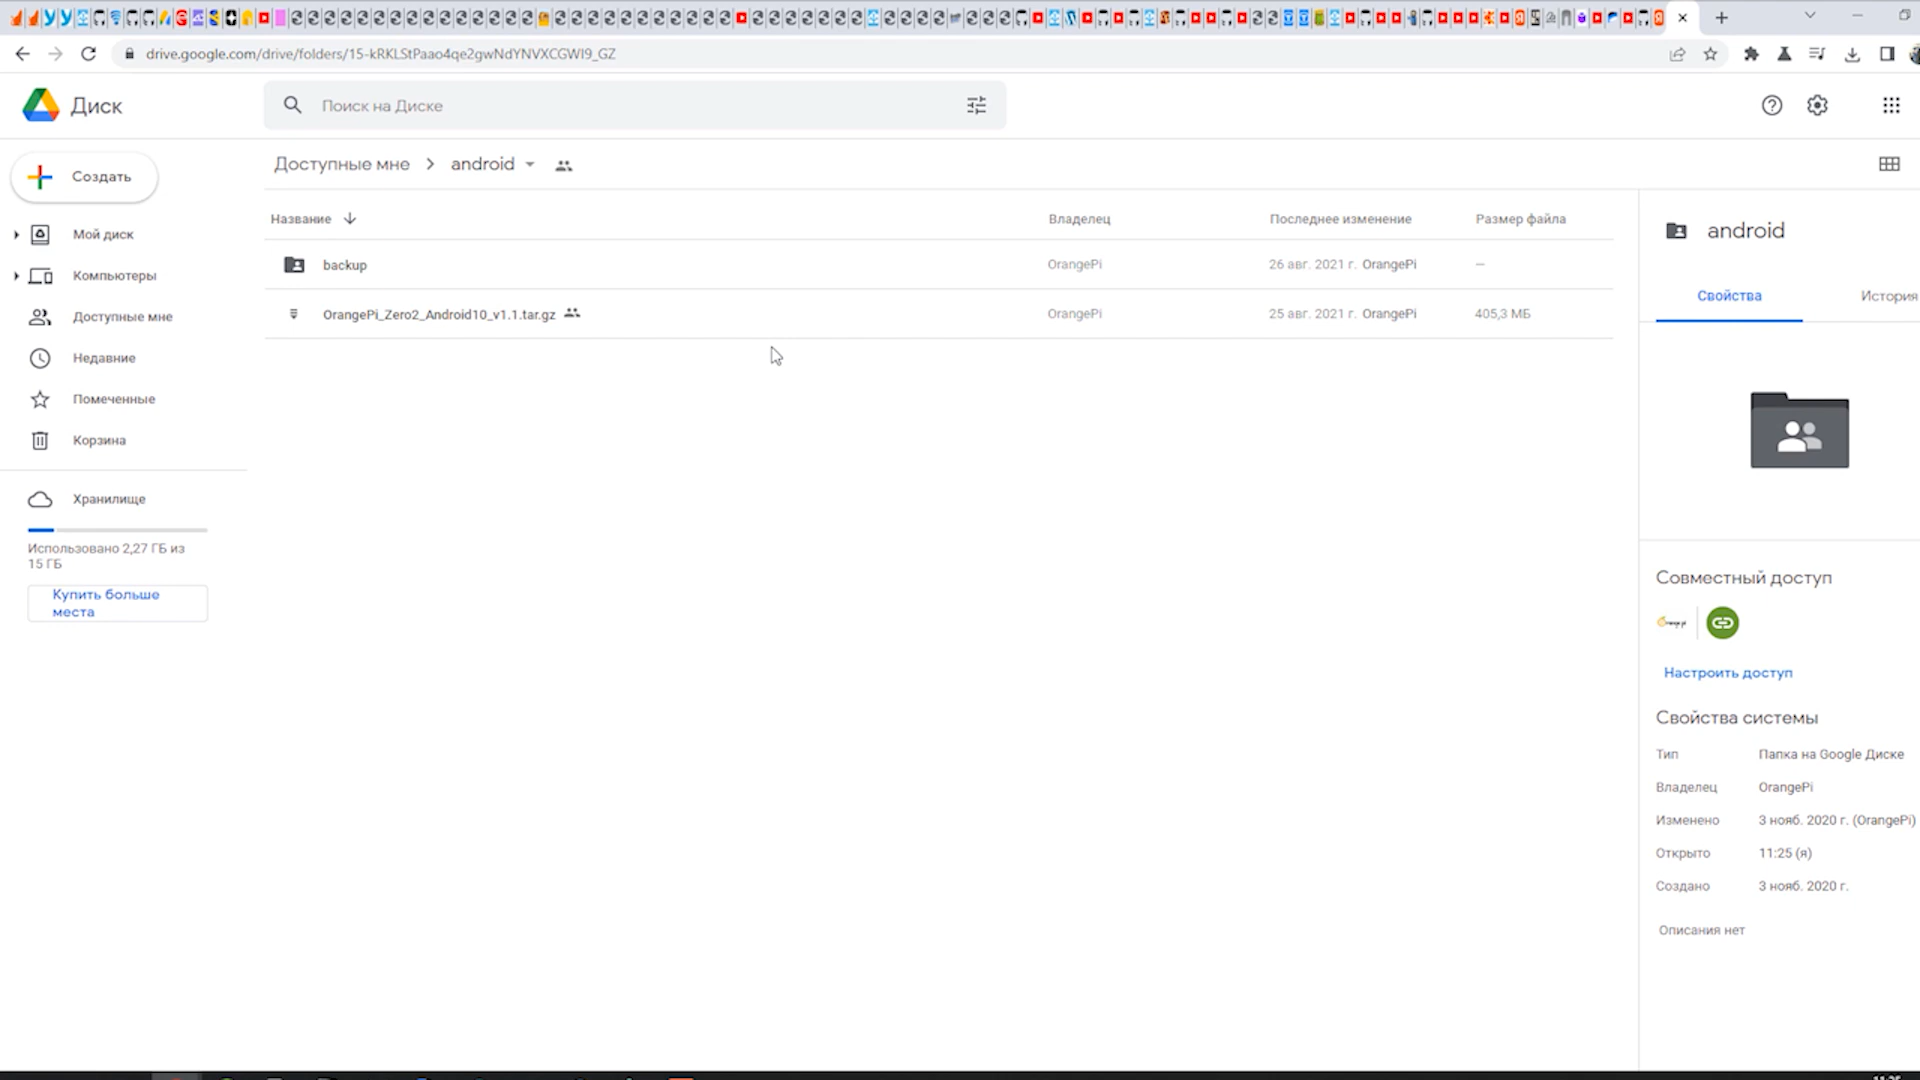 drive.google.com/drive/folders/15-kRKLStPaao4qe2gwNdYNVXCGWI9_GZ
Диск
Поиск на Диске
Создать
Мой диск
Компьютеры
Доступные мне
Недавние
Помеченные
Корзина
Хранилище
Использовано 2,27 ГБ из
15 ГБ
Купить больше
места
Доступные мне > android
Название Владелец Последнее изменение Размер файла
backup OrangePi 26 авг. 2021 г. OrangePi —
OrangePi_Zero2_Android10_v1.1.tar.gz OrangePi 25 авг. 2021 г. OrangePi 405,3 МБ
android
Свойства История
Совместный доступ
Настроить доступ
Свойства системы
Тип Папка на Google Диске
Владелец OrangePi
Изменено 3 нояб. 2020 г. (OrangePi)
Открыто 11:25 (я)
Создано 3 нояб. 2020 г.
Описания нет